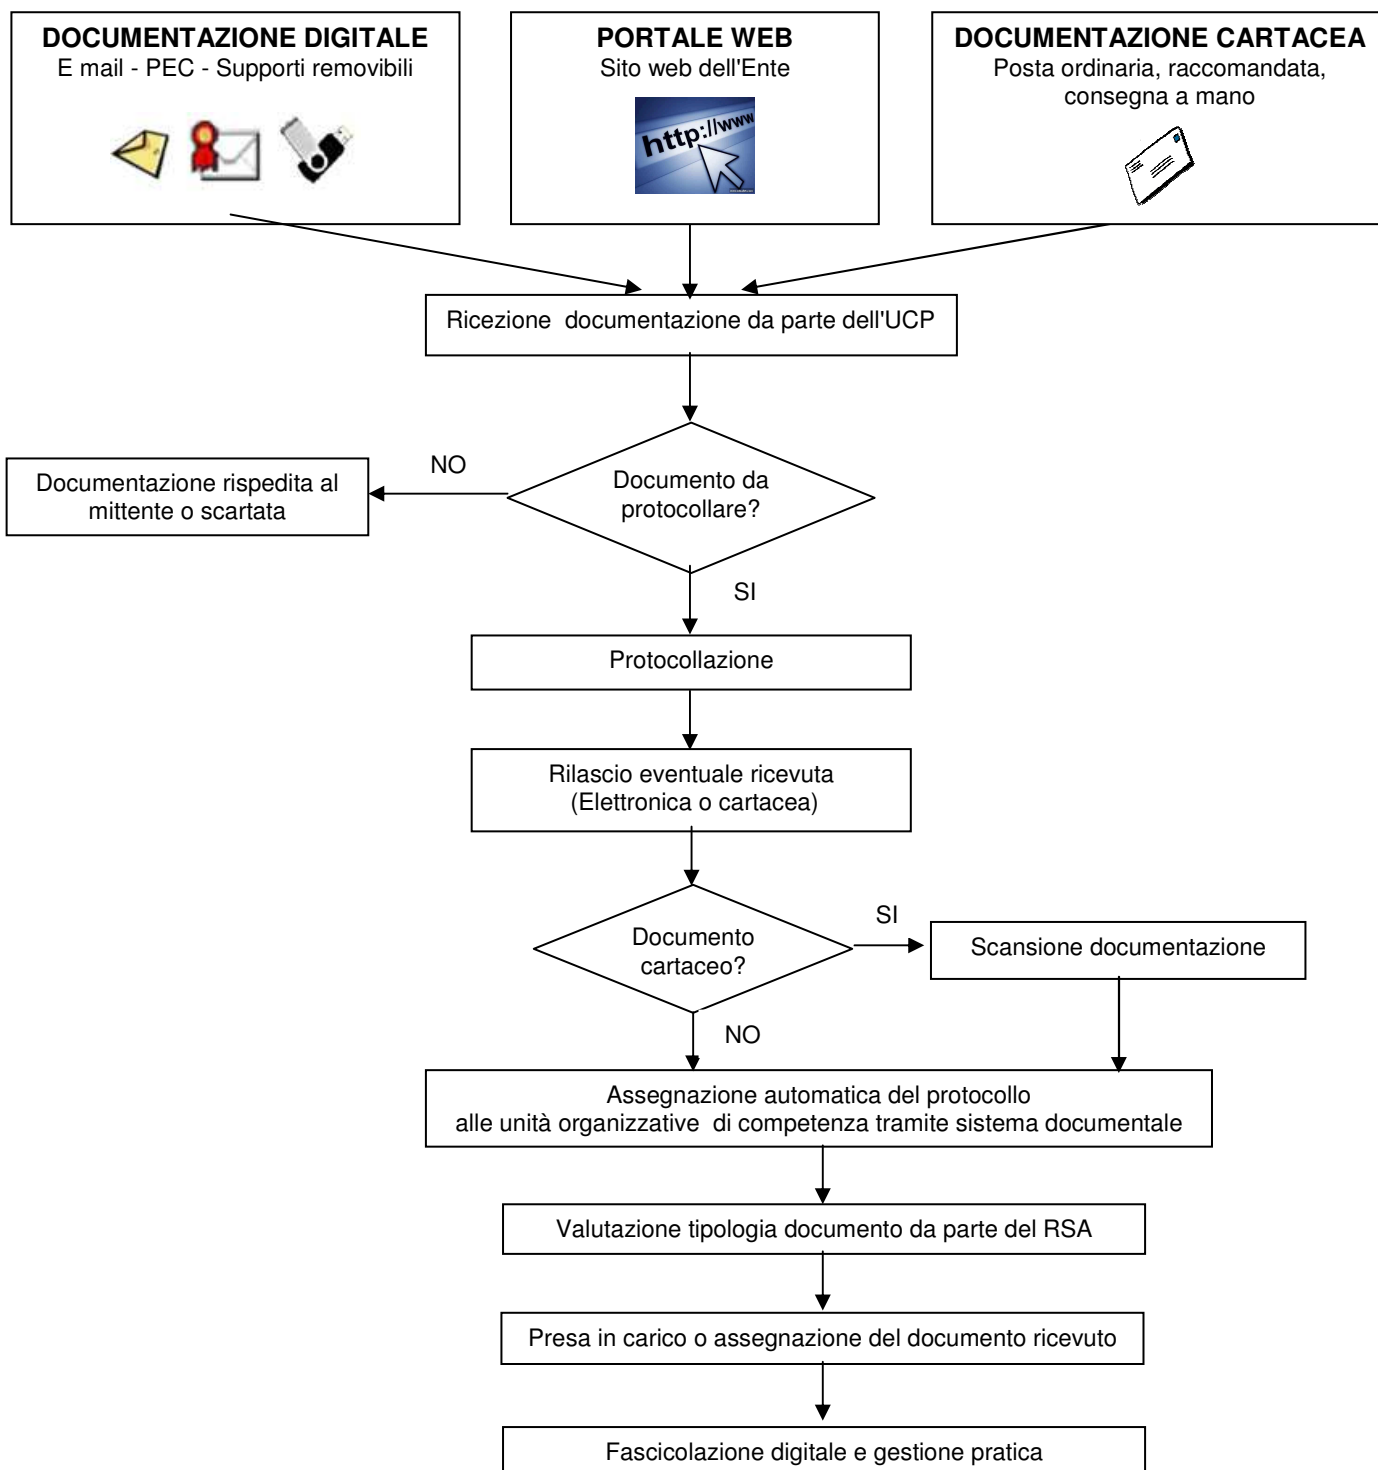 DOCUMENTAZIONE DIGITALE
E mail - PEC - Supporti removibili
PORTALE WEB
Sito web dell'Ente
http://www
DOCUMENTAZIONE CARTACEA
Posta ordinaria, raccomandata,
consegna a mano
Ricezione documentazione da parte dell'UCP
Documento da
protocollare?
NO
Documentazione rispedita al
mittente o scartata
SI
Protocollazione
Rilascio eventuale ricevuta
(Elettronica o cartacea)
Documento
cartaceo?
SI
Scansione documentazione
NO
Assegnazione automatica del protocollo
alle unità organizzative di competenza tramite sistema documentale
Valutazione tipologia documento da parte del RSA
Presa in carico o assegnazione del documento ricevuto
Fascicolazione digitale e gestione pratica